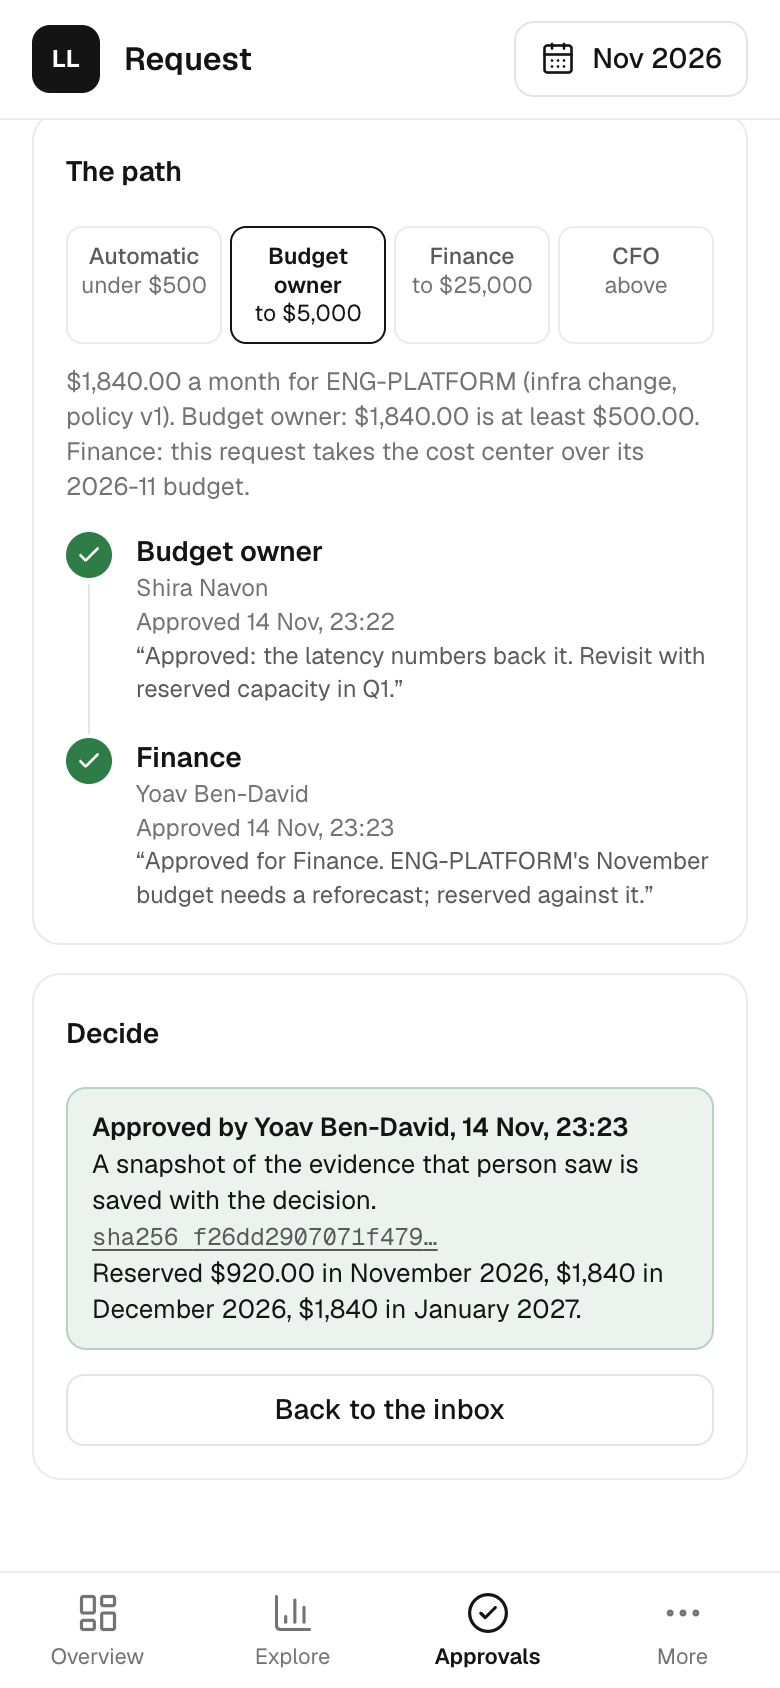 LL
Request
Nov 2026
The path
Automatic
under $500
Budget
owner
to $5,000
Finance
to $25,000
CFO
above
$1,840.00 a month for ENG-PLATFORM (infra change,
policy v1). Budget owner: $1,840.00 is at least $500.00.
Finance: this request takes the cost center over its
2026-11 budget.
Budget owner
Shira Navon
Approved 14 Nov, 23:22
“Approved: the latency numbers back it. Revisit with
reserved capacity in Q1.”
Finance
Yoav Ben-David
Approved 14 Nov, 23:23
“Approved for Finance. ENG-PLATFORM's November
budget needs a reforecast; reserved against it.”
Decide
Approved by Yoav Ben-David, 14 Nov, 23:23
A snapshot of the evidence that person saw is
saved with the decision.
sha256 f26dd2907071f479…
Reserved $920.00 in November 2026, $1,840 in
December 2026, $1,840 in January 2027.
Back to the inbox
Overview
Explore
Approvals
More